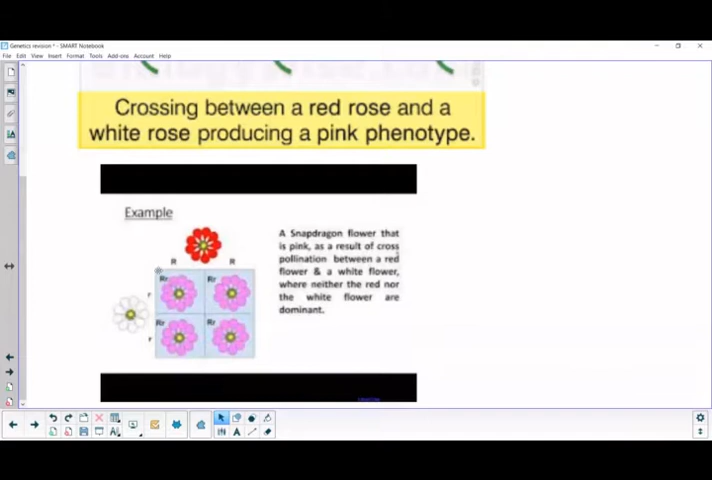 Genetics revision * - SMART Notebook
File Edit View Insert Format Tools Add-ons Account Help
Crossing between a red rose and a
white rose producing a pink phenotype.
Example
A Snapdragon flower that
is pink, as a result of cross
pollination between a red
flower & a white flower,
where neither the red nor
the white flower are
dominant.
R R
r Rr Rr
r Rr Rr